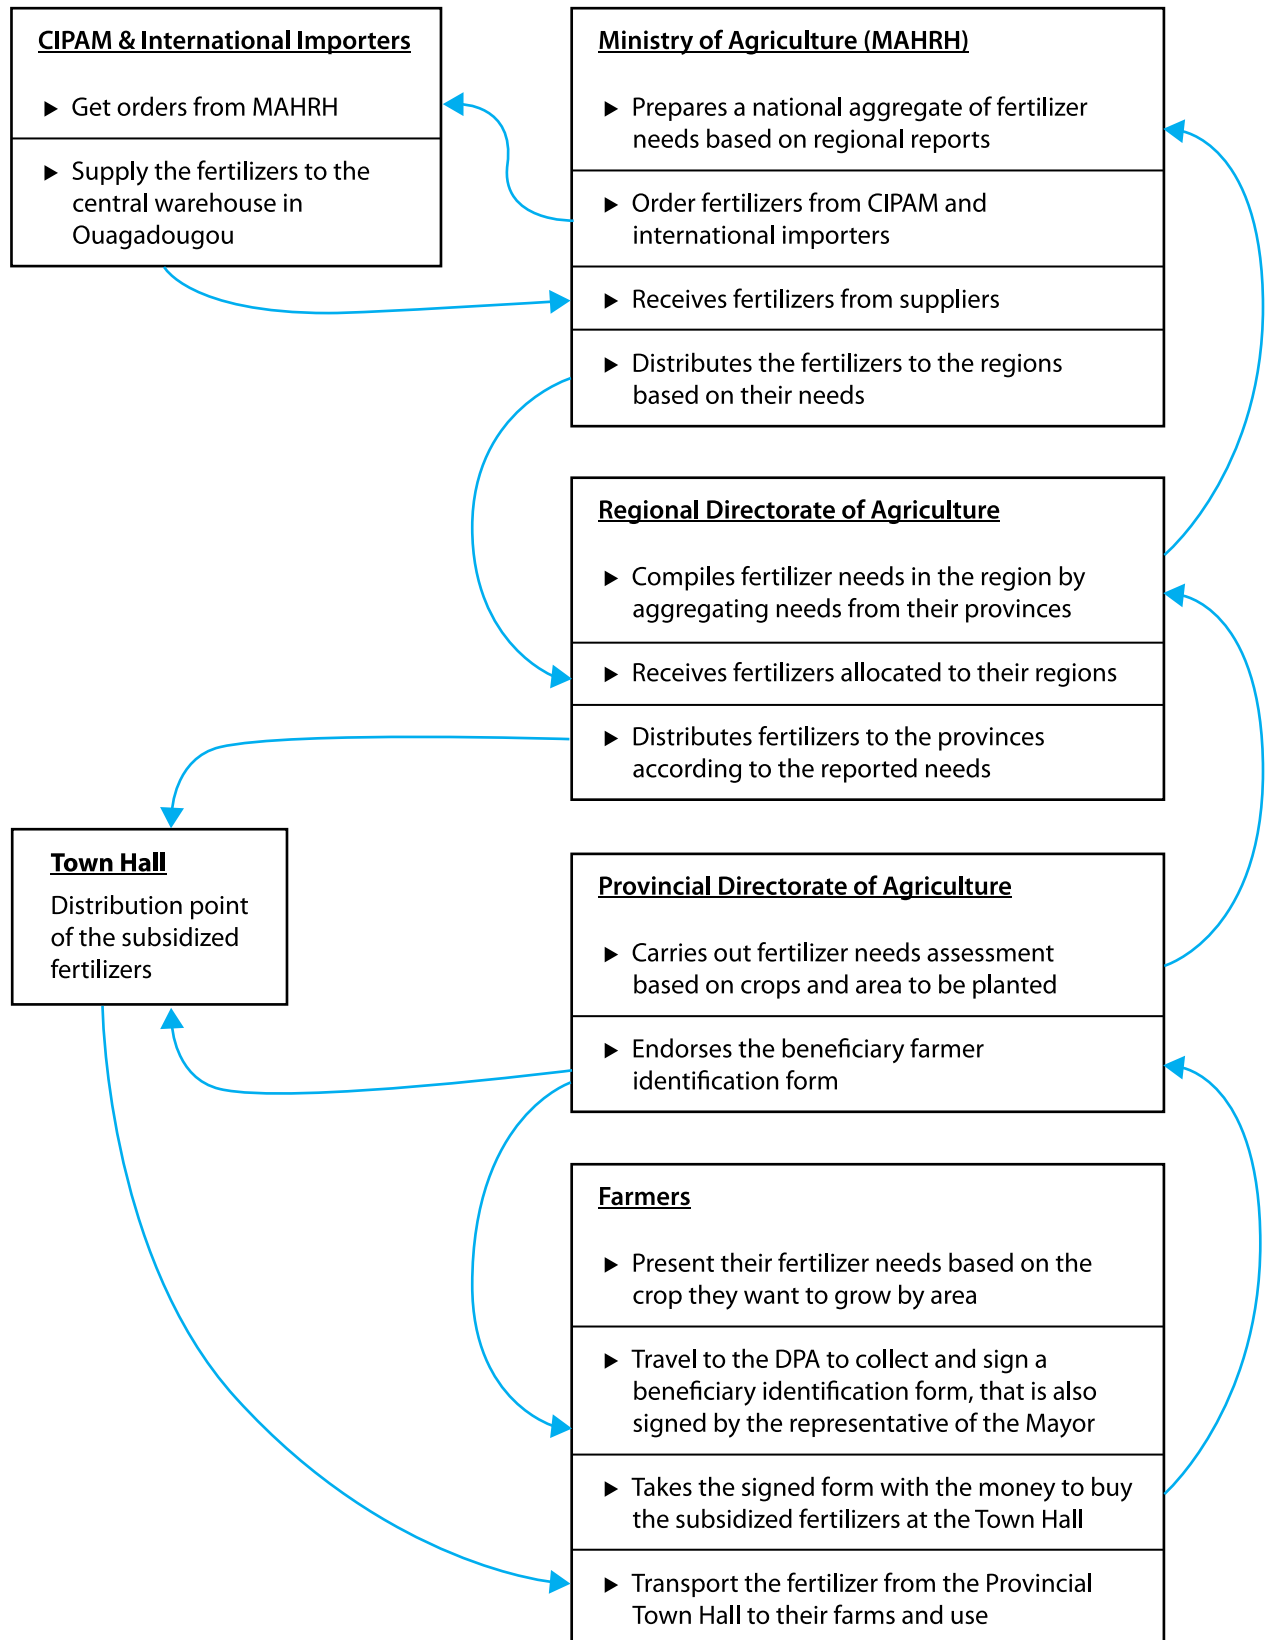 CIPAM & International Importers
▶ Get orders from MAHRH
▶ Supply the fertilizers to the
central warehouse in
Ouagadougou
Ministry of Agriculture (MAHRH)
▶ Prepares a national aggregate of fertilizer
needs based on regional reports
▶ Order fertilizers from CIPAM and
international importers
▶ Receives fertilizers from suppliers
▶ Distributes the fertilizers to the regions
based on their needs
Regional Directorate of Agriculture
▶ Compiles fertilizer needs in the region by
aggregating needs from their provinces
▶ Receives fertilizers allocated to their regions
▶ Distributes fertilizers to the provinces
according to the reported needs
Town Hall
Distribution point
of the subsidized
fertilizers
Provincial Directorate of Agriculture
▶ Carries out fertilizer needs assessment
based on crops and area to be planted
▶ Endorses the beneficiary farmer
identification form
Farmers
▶ Present their fertilizer needs based on the
crop they want to grow by area
▶ Travel to the DPA to collect and sign a
beneficiary identification form, that is also
signed by the representative of the Mayor
▶ Takes the signed form with the money to buy
the subsidized fertilizers at the Town Hall
▶ Transport the fertilizer from the Provincial
Town Hall to their farms and use